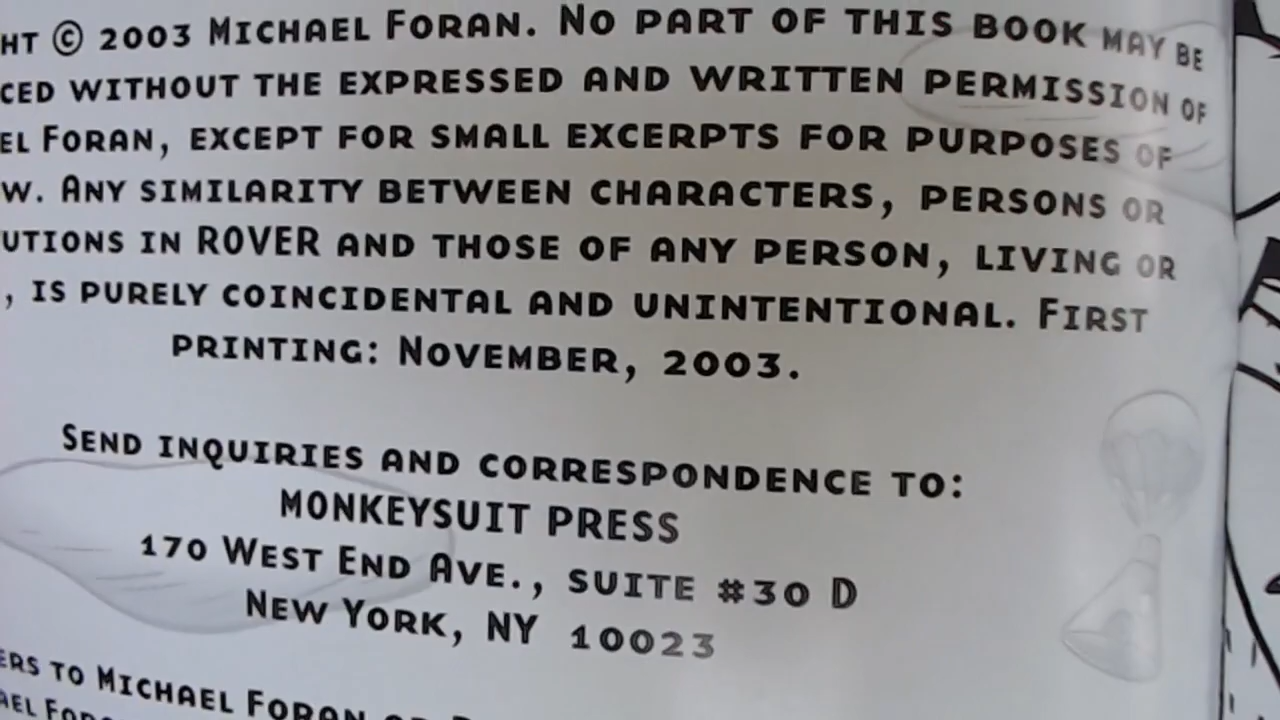 HT © 2003 MICHAEL FORAN. NO PART OF THIS BOOK MAY BE
CED WITHOUT THE EXPRESSED AND WRITTEN PERMISSION OF
EL FORAN, EXCEPT FOR SMALL EXCERPTS FOR PURPOSES OF
W. ANY SIMILARITY BETWEEN CHARACTERS, PERSONS OR
UTIONS IN ROVER AND THOSE OF ANY PERSON, LIVING OR
, IS PURELY COINCIDENTAL AND UNINTENTIONAL. FIRST
PRINTING: NOVEMBER, 2003.
SEND INQUIRIES AND CORRESPONDENCE TO:
MONKEYSUIT PRESS
170 WEST END AVE., SUITE #30 D
NEW YORK, NY 10023
ERS TO MICHAEL FORAN OR
AEL